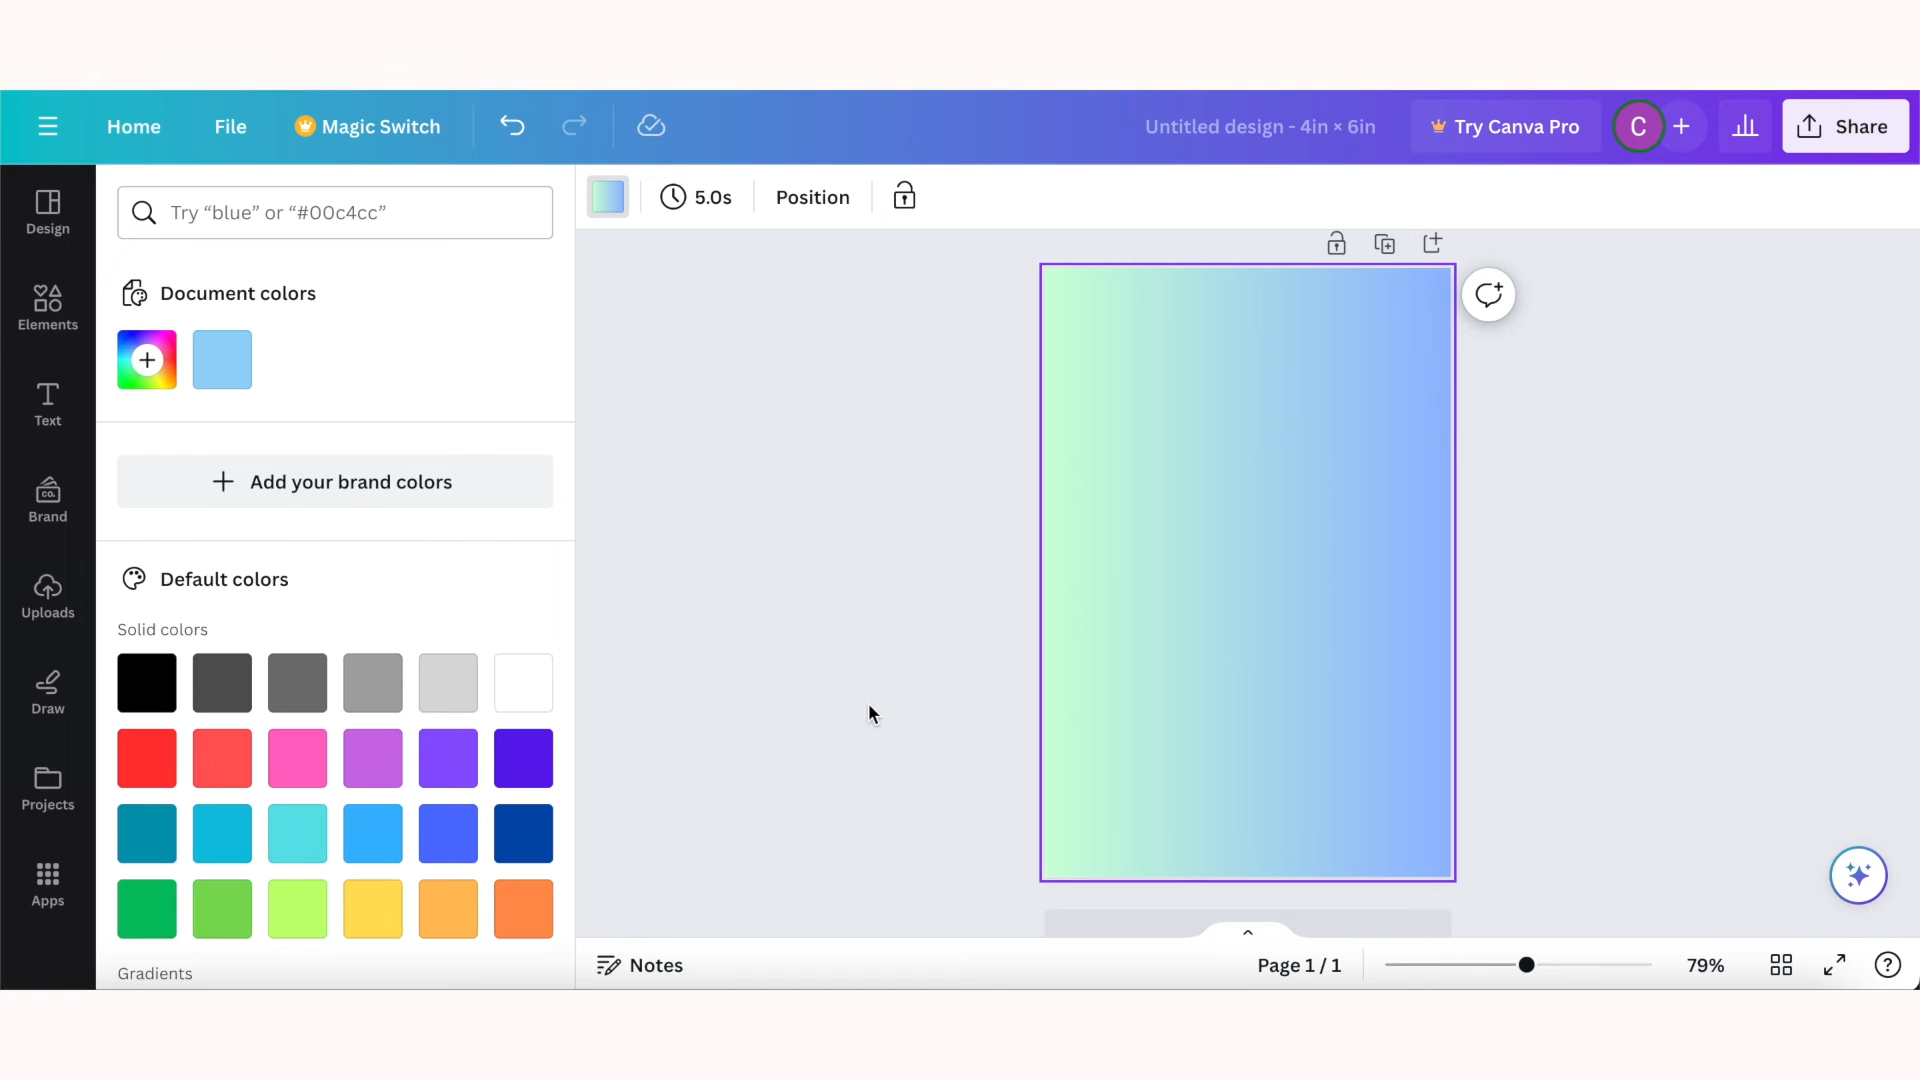 Home File Magic Switch Untitled design - 4in × 6in Try Canva Pro C Share
Design
Elements
Text
CO.
Brand
Uploads
Draw
Projects
Apps
Try “blue” or “#00c4cc”
Document colors
Add your brand colors
Default colors
Solid colors
Gradients
5.0s Position
Notes Page 1 / 1 79% ?